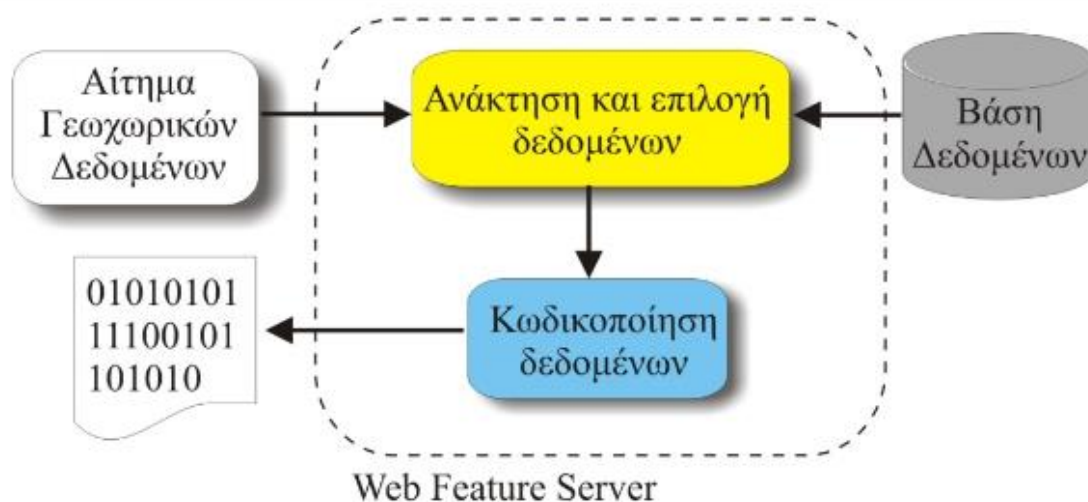 Αίτημα
Γεωχωρικών
Δεδομένων
Ανάκτηση και επιλογή
δεδομένων
Βάση
Δεδομένων
Κωδικοποίηση
δεδομένων
01010101
11100101
101010
Web Feature Server